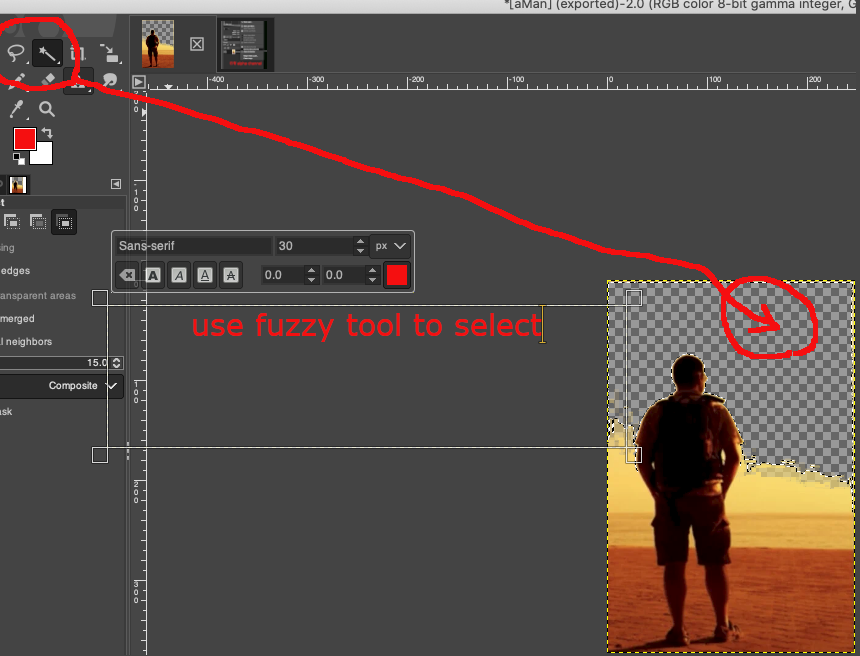 *[aMan] (exported)-2.0 (RGB color 8-bit gamma integer, G
-400 -300 -200 -100 0 100 200
Sans-serif 30 px
0.0 0.0
edges
ansparent areas
use fuzzy tool to select
merged
l neighbors
15.0
Composite
ask
100
200
300